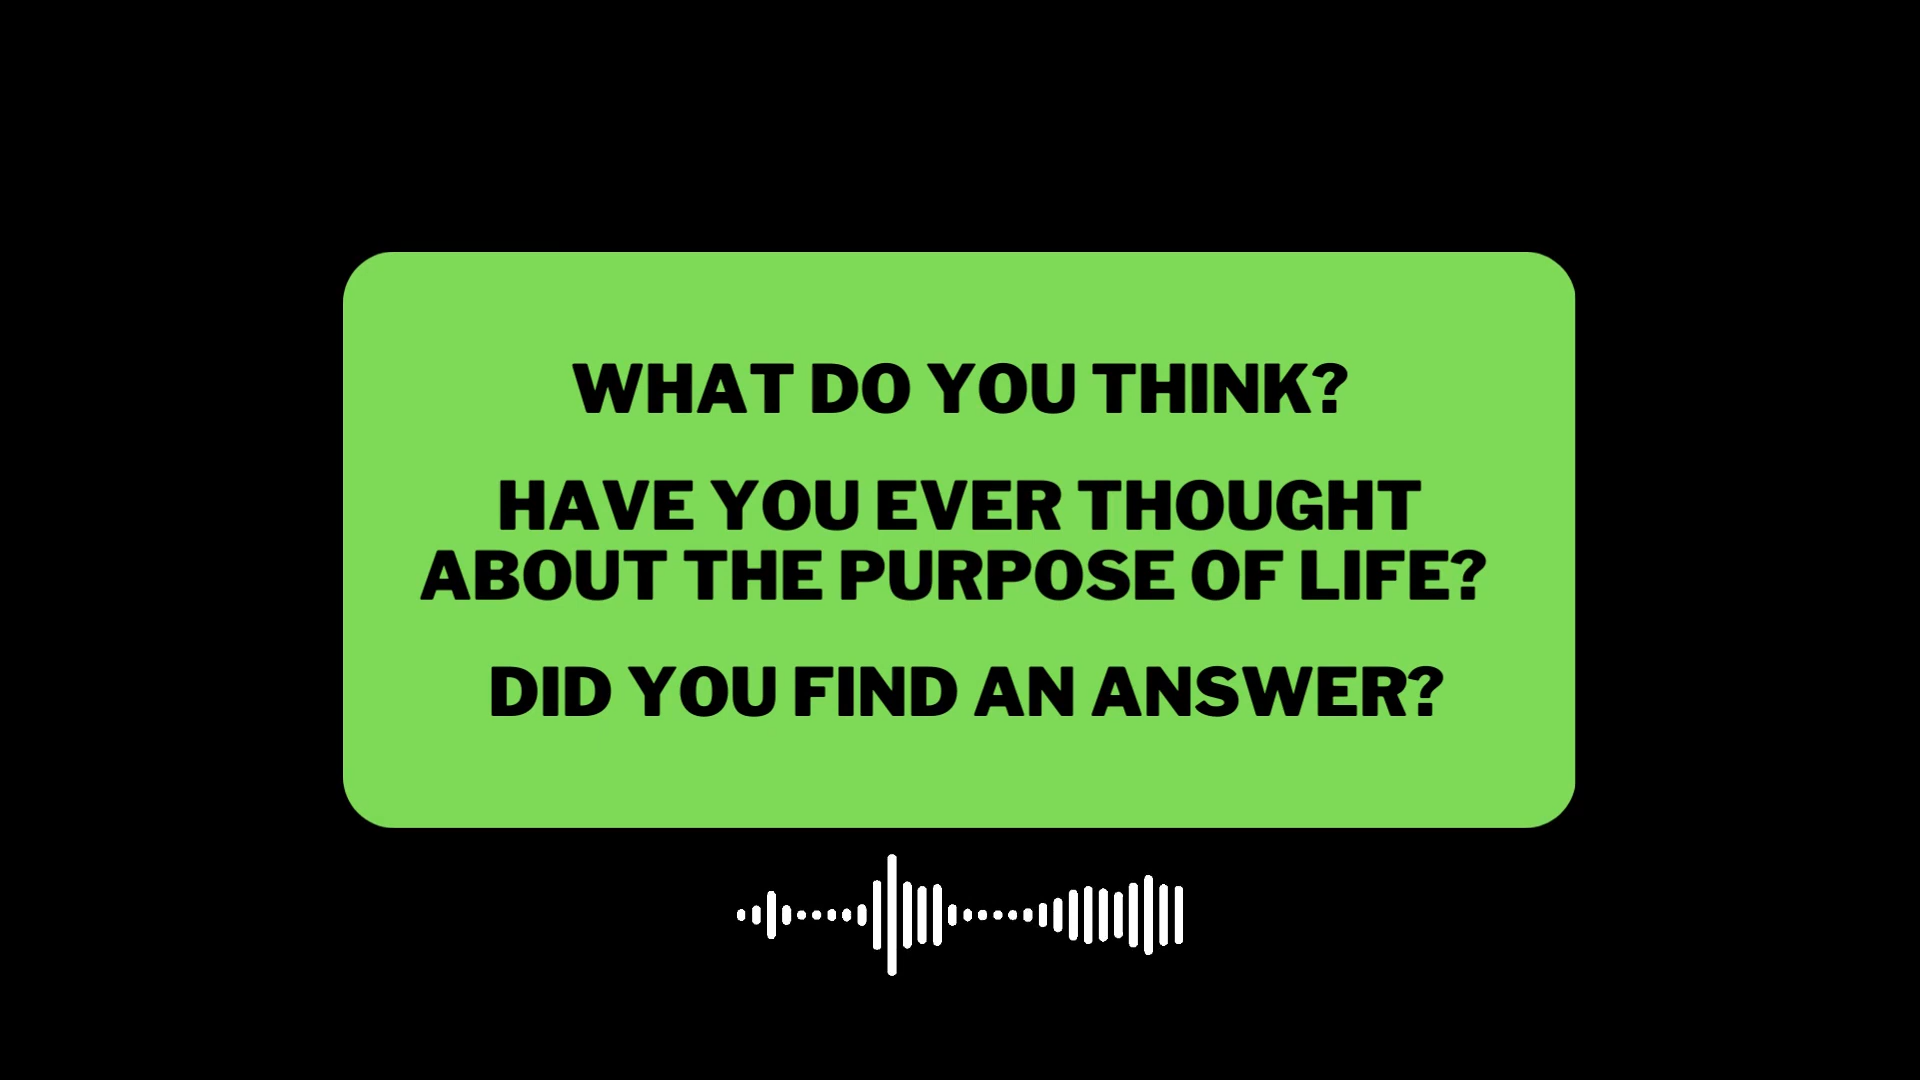 WHAT DO YOU THINK?
HAVE YOU EVER THOUGHT
ABOUT THE PURPOSE OF LIFE?
DID YOU FIND AN ANSWER?